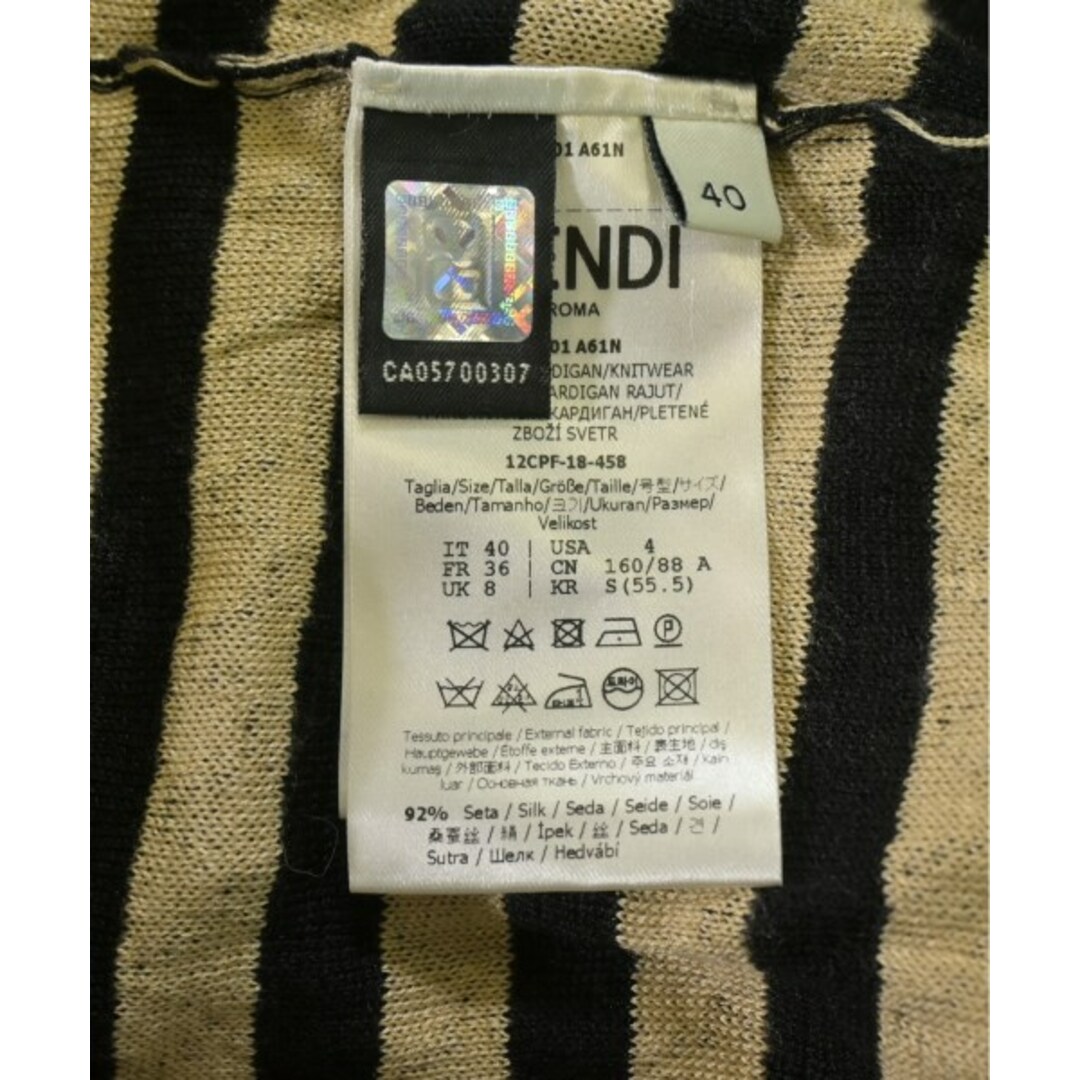 01 A61N
40
ENDI
ROMA
CA05700307
01 A61N
DIGAN/KNITWEAR
ARDIGAN RAJUT/
КАРДИГАН/PLETENÉ
ZBOŽÍ SVETR
12CPF-18-458
Taglia/Size/Talla/Größe/Taille/号型/サイズ/
Beden/Tamanho/크기/Ukuran/Размер/
Velikost
IT 40 | USA 4
FR 36 | CN 160/88 A
UK 8 | KR S(55.5)
P
드라이
Tessuto principale / External fabric / Tejido principal /
Hauptgewebe / Étoffe externe / 主面料 / 表生地 / dış
kumaş / 外部面料 / Tecido Externo / 주요 소재 / Kain
luar / Основная ткань / Vrchový materiál
92% Seta / Silk / Seda / Seide / Soie /
桑蚕丝 / 絹 / İpek / 丝 / Seda / 견 /
Sutra / Шелк / Hedvábí